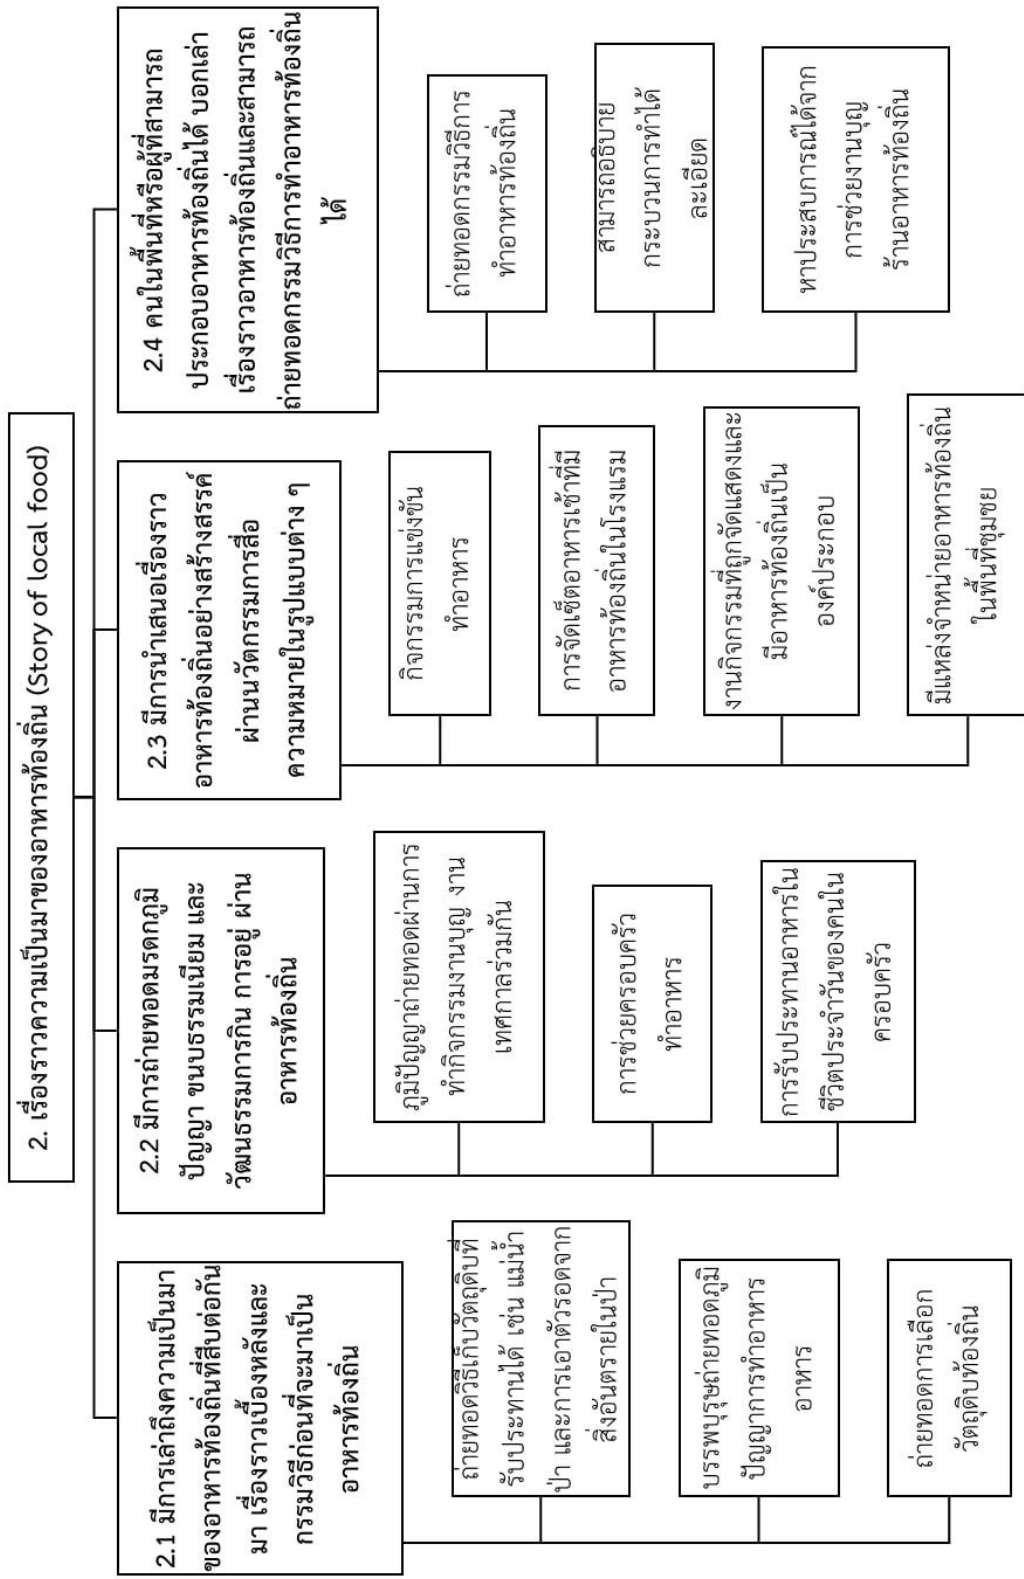 2. เรื่องราวความเป็นมาของอาหารท้องถิ่น (Story of local food)
2.1 มีการเล่าถึงความเป็นมา
ของอาหารท้องถิ่นที่สืบต่อกัน
มา เรื่องราวเบื้องหลังและ
กรรมวิธีก่อนที่จะมาเป็น
อาหารท้องถิ่น
ถ่ายทอดวิธีเก็บวัตถุดิบที่
รับประทานได้ เช่น แม่น้ำ
ป่า และการเอาตัวรอดจาก
สิ่งอันตรายในป่า
บรรพบุรุษถ่ายทอดภูมิ
ปัญญาการทำอาหาร
อาหาร
ถ่ายทอดการเลือก
วัตถุดิบท้องถิ่น
2.2 มีการถ่ายทอดมรดกภูมิ
ปัญญา ขนบธรรมเนียม และ
วัฒนธรรมการกิน การอยู่ ผ่าน
อาหารท้องถิ่น
ภูมิปัญญาถ่ายทอดผ่านการ
ทำกิจกรรมงานบุญ งาน
เทศกาลร่วมกัน
การช่วยครอบครัว
ทำอาหาร
การรับประทานอาหารใน
ชีวิตประจำวันของคนใน
ครอบครัว
2.3 มีการนำเสนอเรื่องราว
อาหารท้องถิ่นอย่างสร้างสรรค์
ผ่านนวัตกรรมการสื่อ
ความหมายในรูปแบบต่าง ๆ
กิจกรรมการแข่งขัน
ทำอาหาร
การจัดเซ็ตอาหารเช้าที่มี
อาหารท้องถิ่นในโรงแรม
งานกิจกรรมที่ถูกจัดแสดงและ
มีอาหารท้องถิ่นเป็น
องค์ประกอบ
มีแหล่งจำหน่ายอาหารท้องถิ่น
ในพื้นที่ชุมชย
2.4 คนในพื้นที่หรือผู้ที่สามารถ
ประกอบอาหารท้องถิ่นได้ บอกเล่า
เรื่องราวอาหารท้องถิ่นและสามารถ
ถ่ายทอดกรรมวิธีการทำอาหารท้องถิ่น
ได้
ถ่ายทอดกรรมวิธีการ
ทำอาหารท้องถิ่น
สามารถอธิบาย
กระบวนการทำได้
ละเอียด
หาประสบการณ์ได้จาก
การช่วยงานบุญ
ร้านอาหารท้องถิ่น